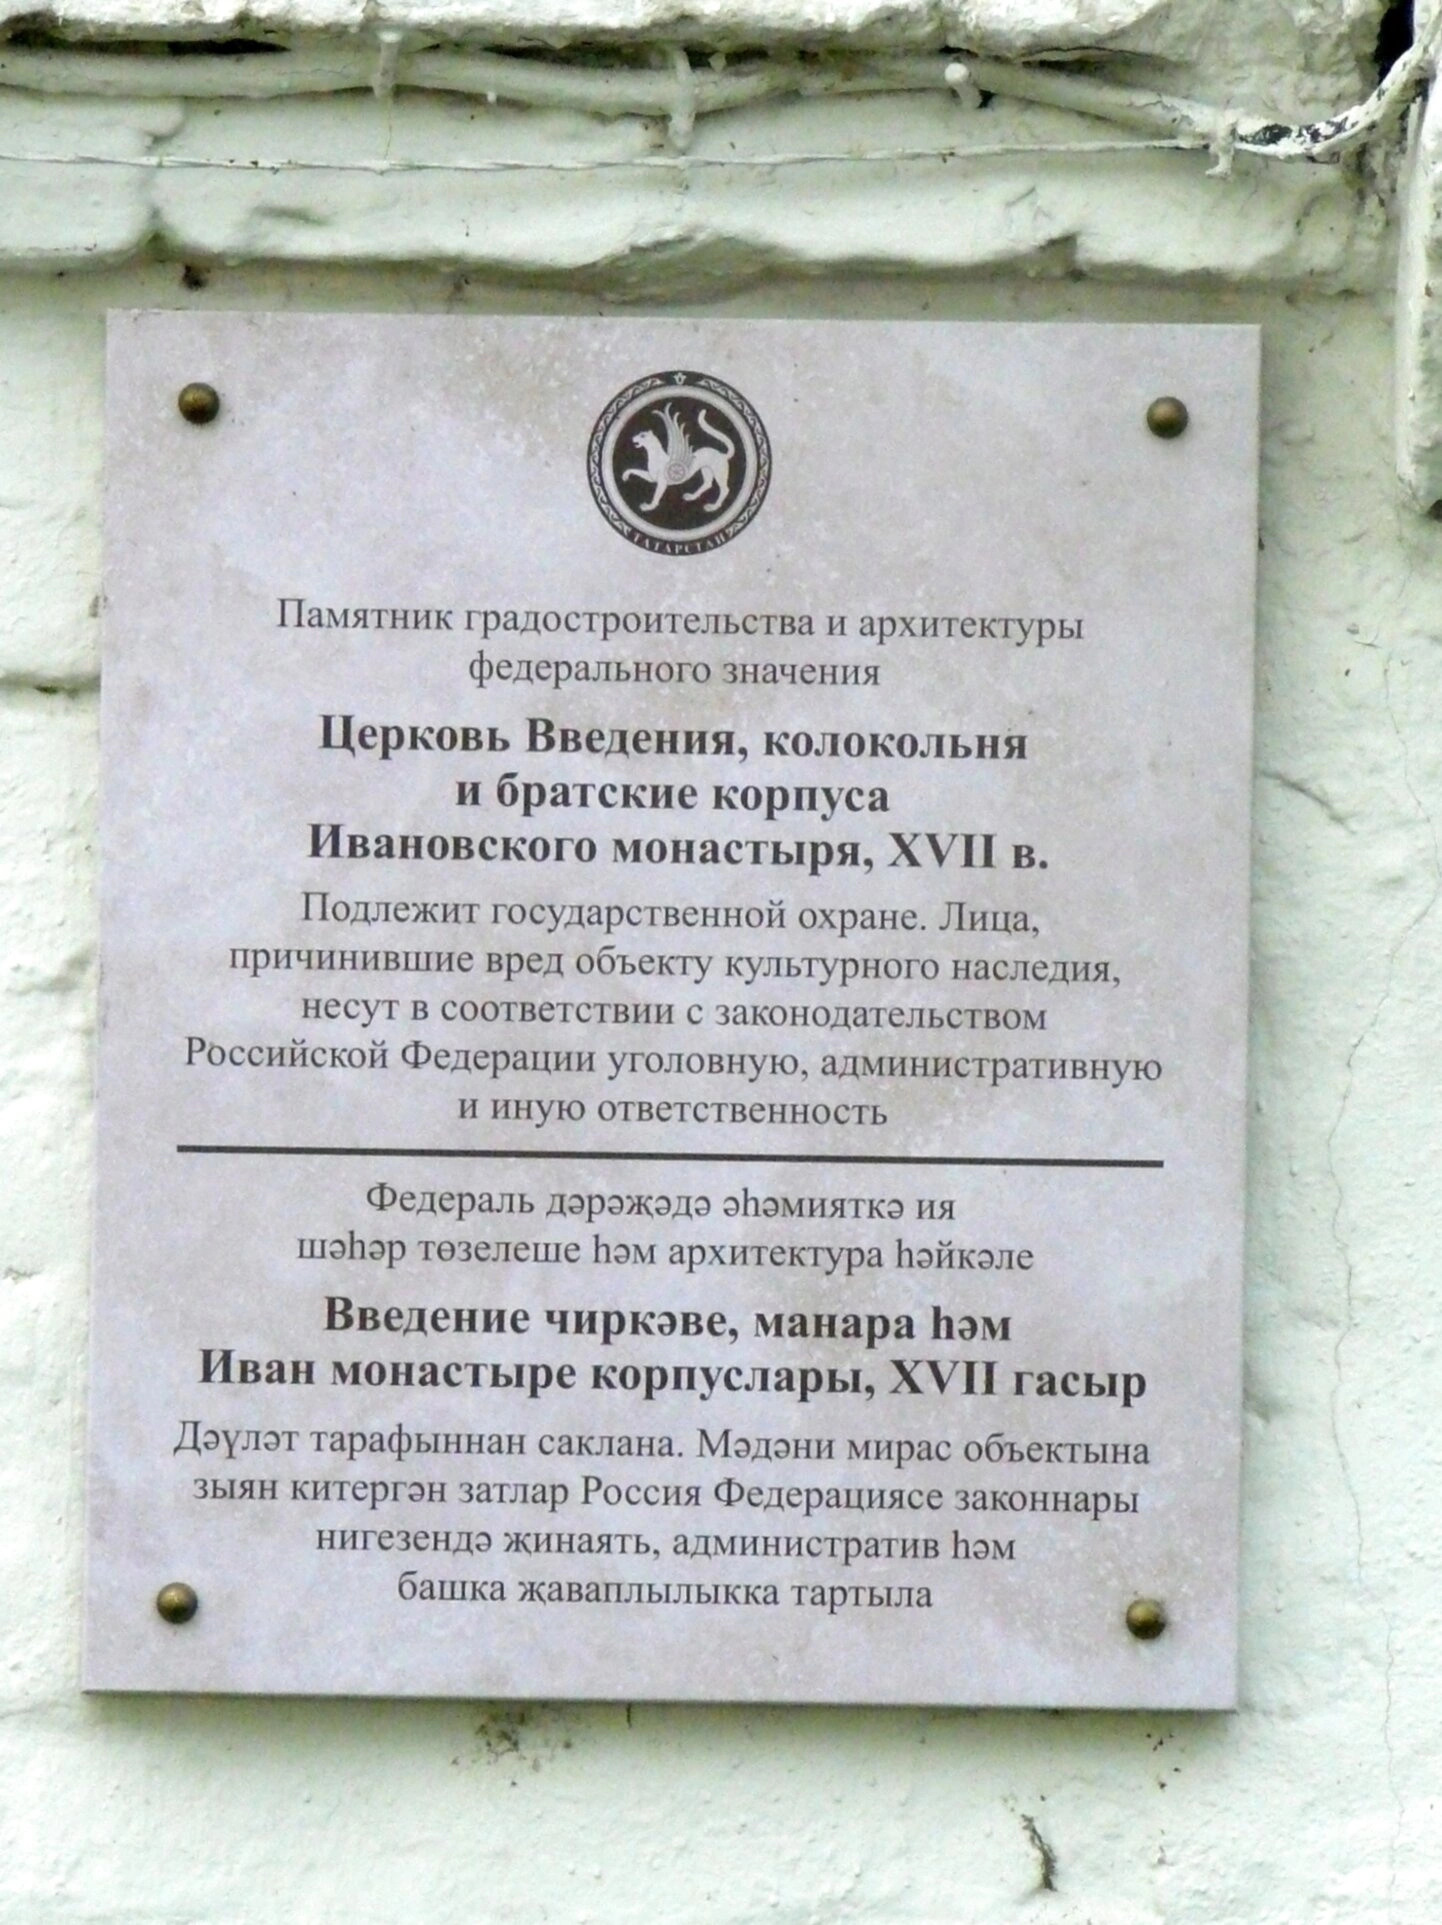 ТАТАРСТАН
Памятник градостроительства и архитектуры
федерального значения
Церковь Введения, колокольня
и братские корпуса
Ивановского монастыря, XVII в.
Подлежит государственной охране. Лица,
причинившие вред объекту культурного наследия,
несут в соответствии с законодательством
Российской Федерации уголовную, административную
и иную ответственность
Федераль дәрәҗәдә әһәмияткә ия
шәһәр төзелеше һәм архитектура һәйкәле
Введение чиркәве, манара һәм
Иван монастыре корпуслары, XVII гасыр
Дәүләт тарафыннан саклана. Мәдәни мирас объектына
зыян китергән затлар Россия Федерациясе законнары
нигезендә җинаять, административ һәм
башка җаваплылыкка тартыла